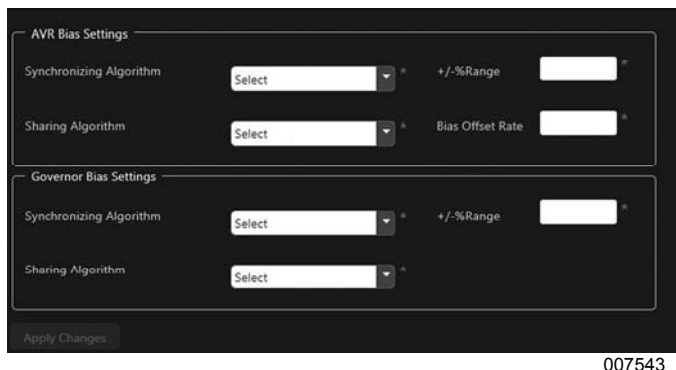 AVR Bias Settings
Synchronizing Algorithm Select * +/-%Range *
Sharing Algorithm Select * Bias Offset Rate *
Governor Bias Settings
Synchronizing Algorithm Select * +/-%Range *
Sharing Algorithm Select *
Apply Changes
007543